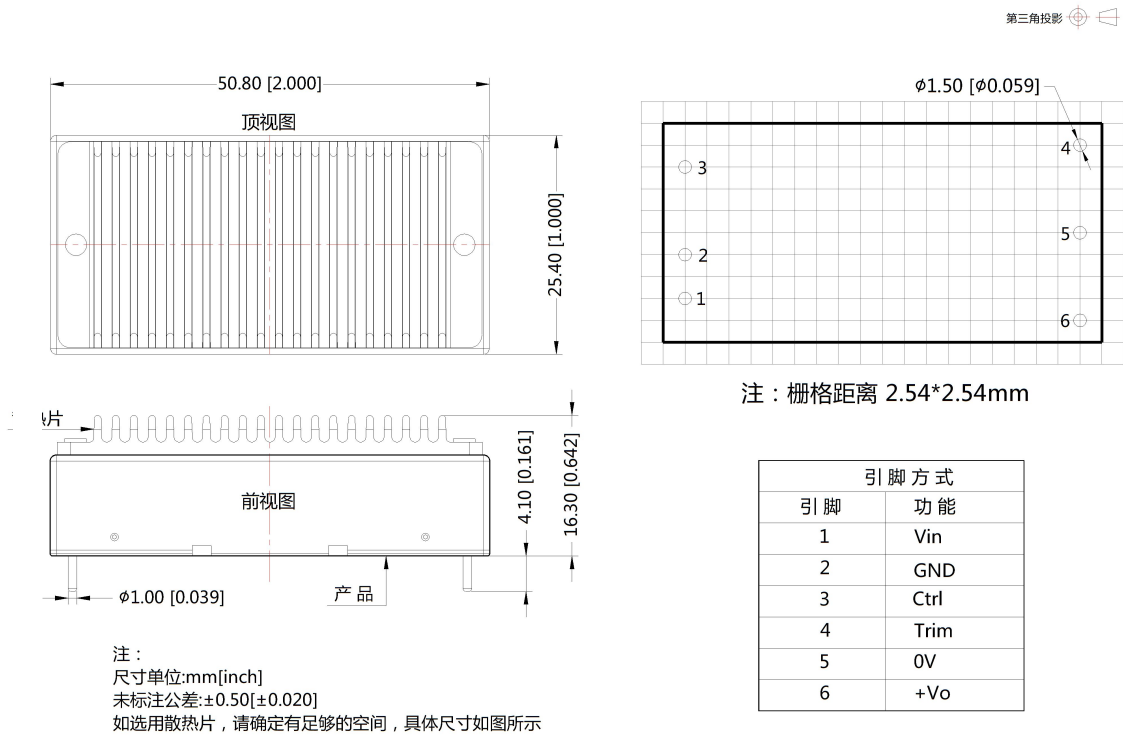 第三角投影
50.80 [2.000]
顶视图
25.40 [1.000]
Φ1.50 [Φ0.059]
4
3
5
2
1
6
注：栅格距离 2.54*2.54mm
热片
前视图
4.10 [0.161]
16.30 [0.642]
Φ1.00 [0.039]
产 品
引 脚 方 式
引 脚 功 能
1 Vin
2 GND
3 Ctrl
4 Trim
5 0V
6 +Vo
注：
尺寸单位:mm[inch]
未标注公差:±0.50[±0.020]
如选用散热片，请确定有足够的空间，具体尺寸如图所示